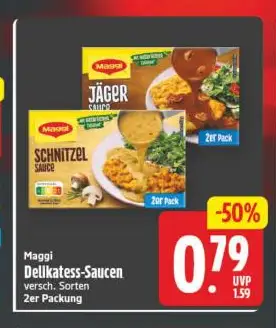 Maggi
JÄGER
SAUCE
2er Pack
Maggi
SCHNITZEL
SAUCE
2er Pack
-50%
0.79
UVP
1.59
Maggi
Delikatess-Saucen
versch. Sorten
2er Packung